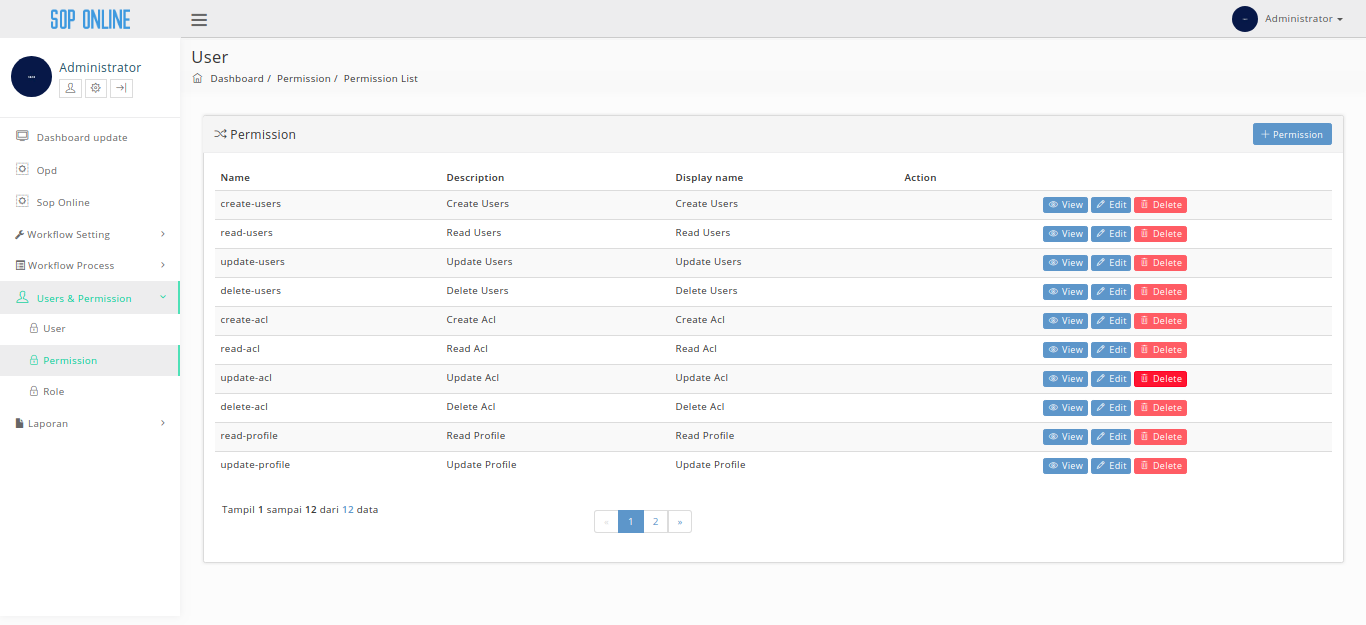 SOP ONLINE
Administrator
Administrator
User
Dashboard / Permission / Permission List
Dashboard update
Opd
Sop Online
Workflow Setting
Workflow Process
Users & Permission
User
Permission
Role
Laporan
Permission
+ Permission
Name Description Display name Action
create-users Create Users Create Users View Edit Delete
read-users Read Users Read Users View Edit Delete
update-users Update Users Update Users View Edit Delete
delete-users Delete Users Delete Users View Edit Delete
create-acl Create Acl Create Acl View Edit Delete
read-acl Read Acl Read Acl View Edit Delete
update-acl Update Acl Update Acl View Edit Delete
delete-acl Delete Acl Delete Acl View Edit Delete
read-profile Read Profile Read Profile View Edit Delete
update-profile Update Profile Update Profile View Edit Delete
Tampil 1 sampai 12 dari 12 data
« 1 2 »